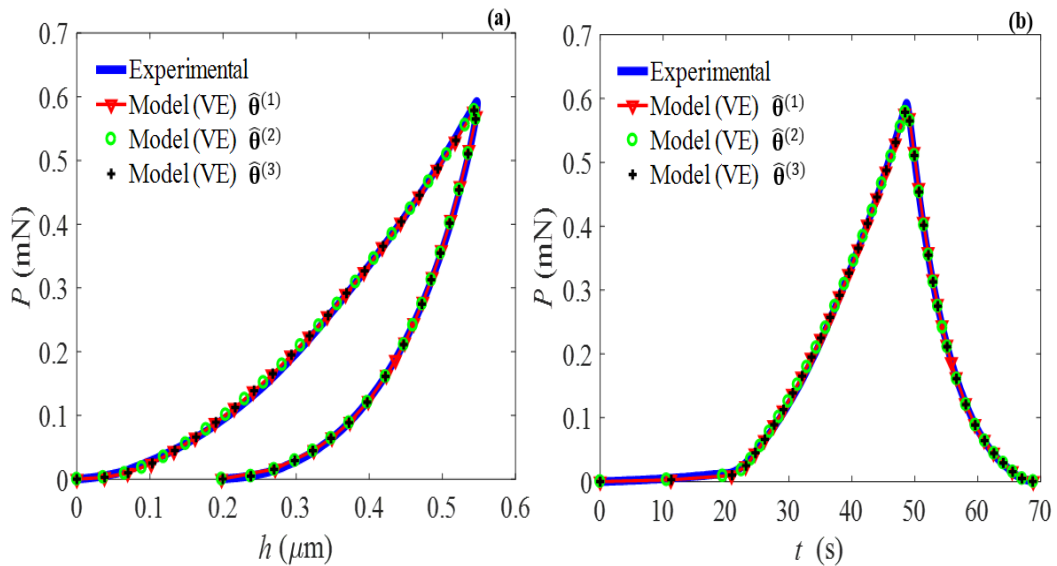 (a)
0.7
0.6
0.5
0.4
0.3
0.2
0.1
0
P (mN)
Experimental
Model (VE) θ̂⁽¹⁾
Model (VE) θ̂⁽²⁾
Model (VE) θ̂⁽³⁾
0 0.1 0.2 0.3 0.4 0.5 0.6
h (μm)
(b)
0.7
0.6
0.5
0.4
0.3
0.2
0.1
0
P (mN)
Experimental
Model (VE) θ̂⁽¹⁾
Model (VE) θ̂⁽²⁾
Model (VE) θ̂⁽³⁾
0 10 20 30 40 50 60 70
t (s)